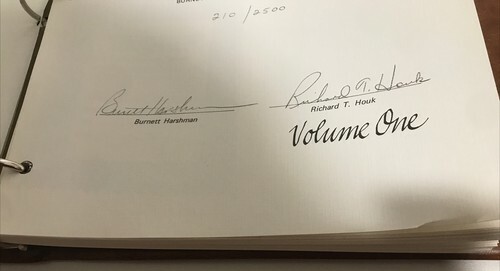 210 / 2500
Burnett Harshman
Richard T. Houk
Burnett Harshman
Richard T. Houk
Volume One